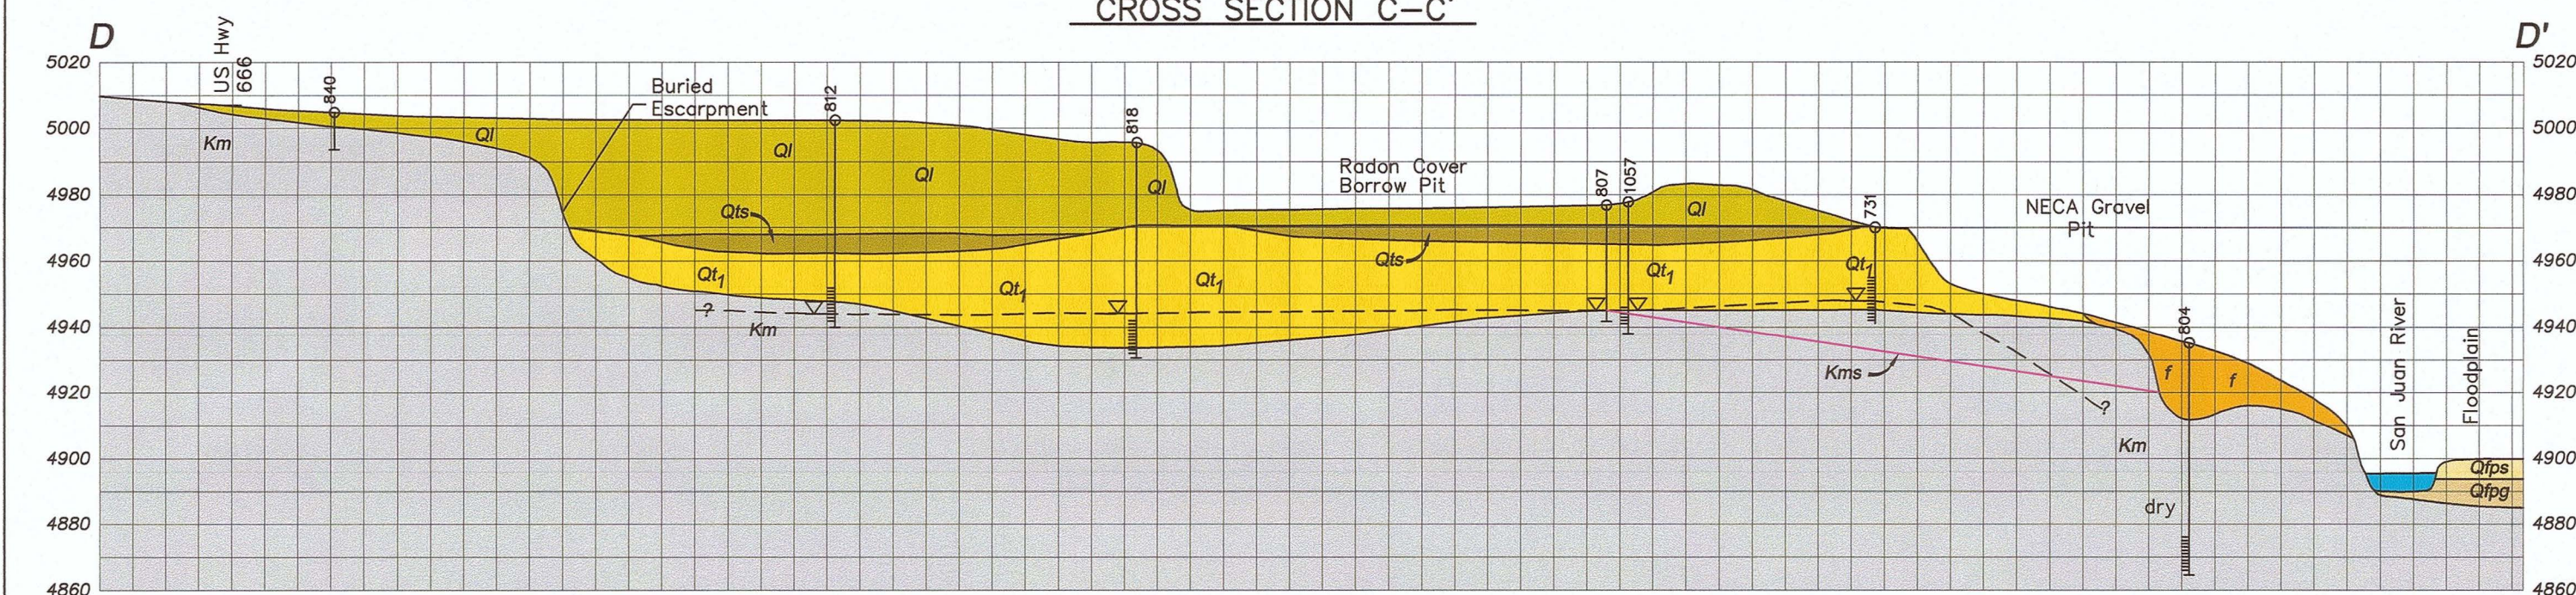 CROSS SECTION C–C'
D
D'
US Hwy
666
5020
5000
4980
4960
4940
4920
4900
4880
4860
5020
5000
4980
4960
4940
4920
4900
4880
4860
840
812
818
807
1057
731
804
Buried
Escarpment
Radon Cover
Borrow Pit
NECA Gravel
Pit
San Juan River
Floodplain
Km
Ql
Ql
Ql
Ql
Ql
Qts
Qts
Qt1
Qt1
Qt1
Qt1
Qt1
?
Km
Kms
?
f
f
Km
dry
Qfps
Qfpg